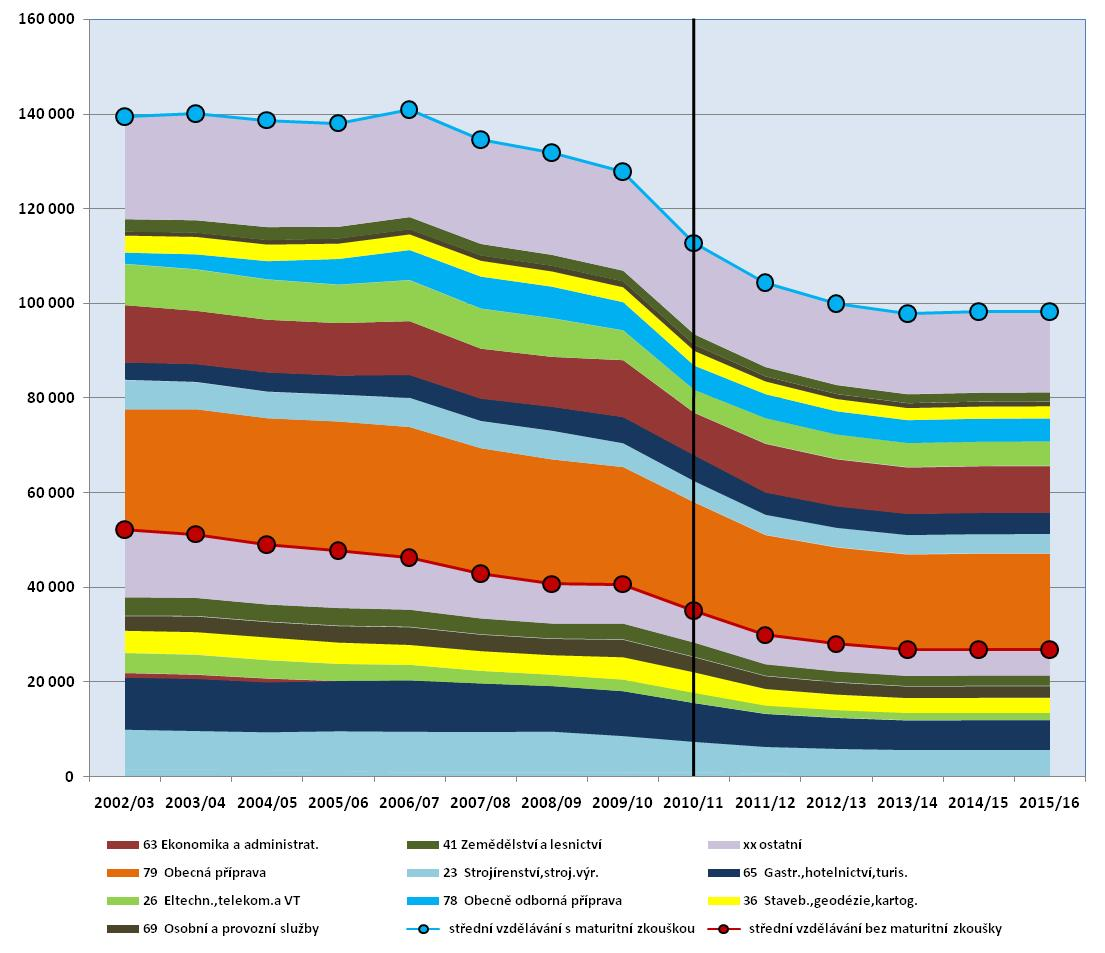 160 000
140 000
120 000
100 000
80 000
60 000
40 000
20 000
0
2002/03 2003/04 2004/05 2005/06 2006/07 2007/08 2008/09 2009/10 2010/11 2011/12 2012/13 2013/14 2014/15 2015/16
63 Ekonomika a administrat. 41 Zemědělství a lesnictví xx ostatní
79 Obecná příprava 23 Strojírenství,stroj.výr. 65 Gastr.,hotelnictví,turis.
26 Eltechn.,telekom.a VT 78 Obecně odborná příprava 36 Staveb.,geodézie,kartog.
69 Osobní a provozní služby střední vzdělávání s maturitní zkouškou střední vzdělávání bez maturitní zkoušky